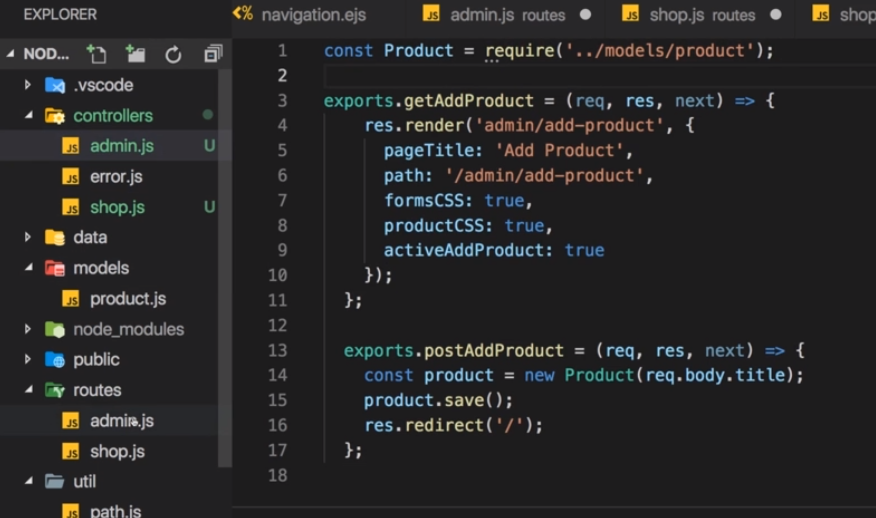 EXPLORER
NOD...
.vscode
controllers
admin.js U
error.js
shop.js U
data
models
product.js
node_modules
public
routes
admin.js
shop.js
util
path.js
navigation.ejs JS admin.js routes JS shop.js routes JS shop
1 const Product = require('../models/product');
2
3 exports.getAddProduct = (req, res, next) => {
4 res.render('admin/add-product', {
5 pageTitle: 'Add Product',
6 path: '/admin/add-product',
7 formsCSS: true,
8 productCSS: true,
9 activeAddProduct: true
10 });
11 };
12
13 exports.postAddProduct = (req, res, next) => {
14 const product = new Product(req.body.title);
15 product.save();
16 res.redirect('/');
17 };
18